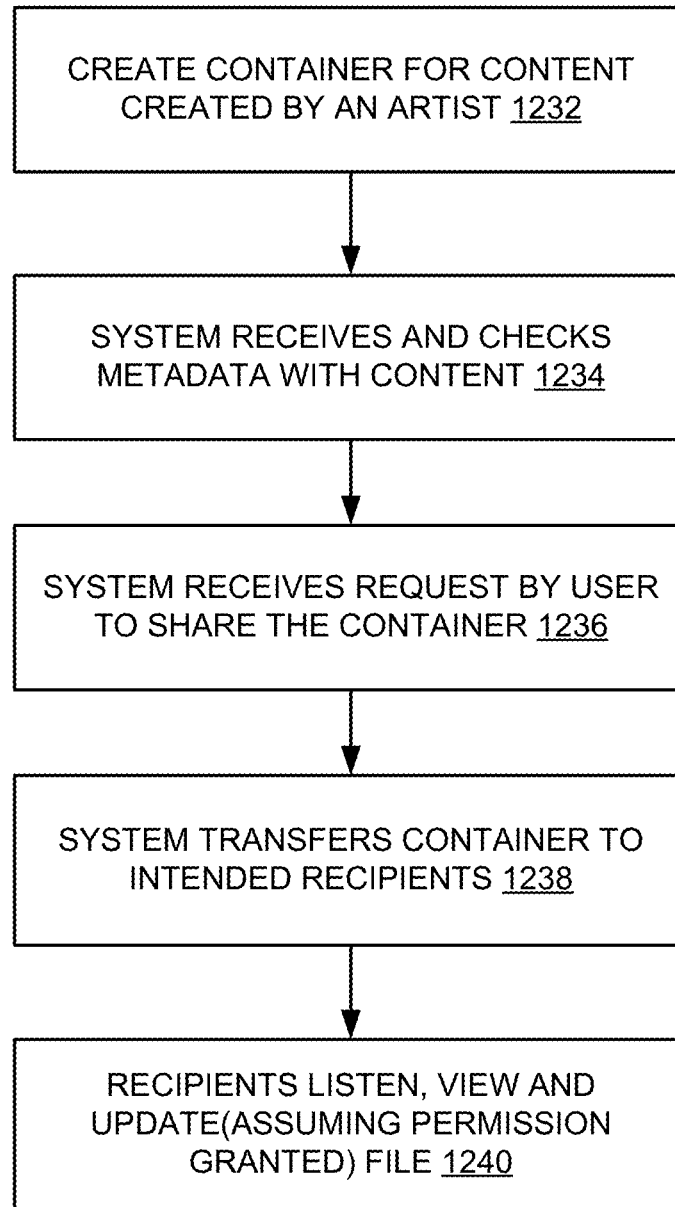 CREATE CONTAINER FOR CONTENT
CREATED BY AN ARTIST 1232
SYSTEM RECEIVES AND CHECKS
METADATA WITH CONTENT 1234
SYSTEM RECEIVES REQUEST BY USER
TO SHARE THE CONTAINER 1236
SYSTEM TRANSFERS CONTAINER TO
INTENDED RECIPIENTS 1238
RECIPIENTS LISTEN, VIEW AND
UPDATE(ASSUMING PERMISSION
GRANTED) FILE 1240